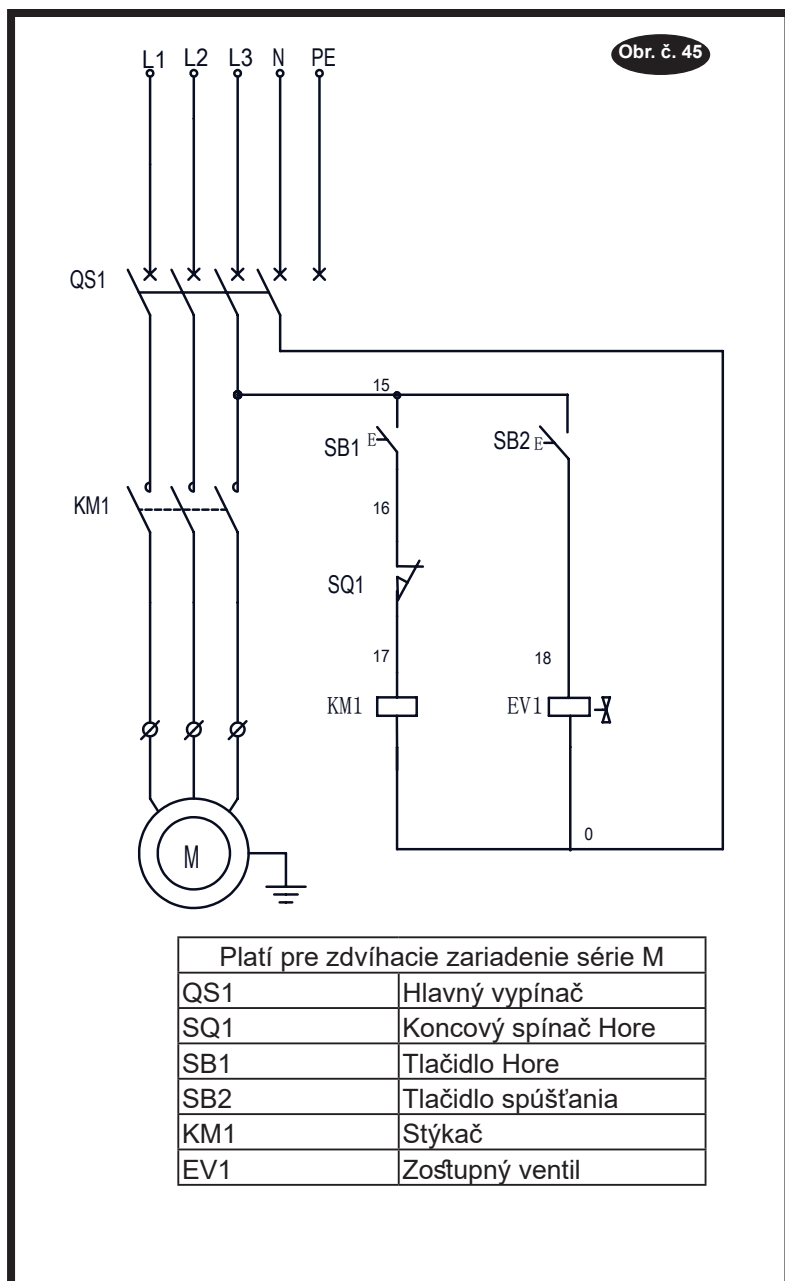 Obr. č. 45
L1 L2 L3 N PE
QS1
15
SB1 E
SB2 E
16
KM1
SQ1
17
18
KM1
EV1
0
M
Platí pre zdvíhacie zariadenie série M
QS1 Hlavný vypínač
SQ1 Koncový spínač Hore
SB1 Tlačidlo Hore
SB2 Tlačidlo spúšťania
KM1 Stýkač
EV1 Zostupný ventil